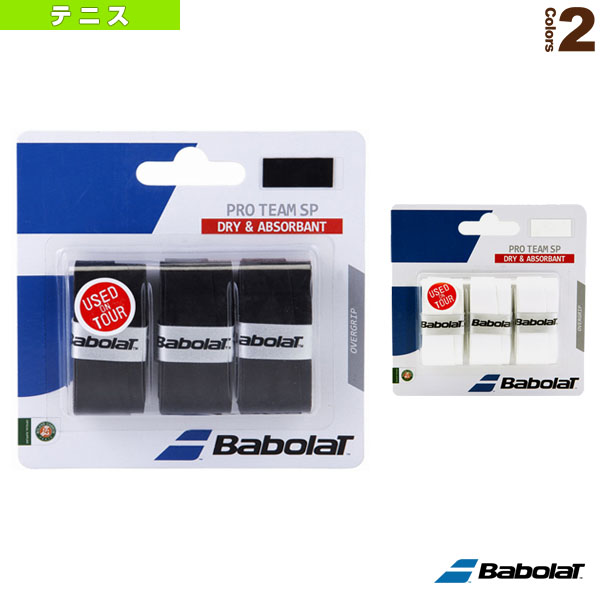 テニス
Colors 2
PRO TEAM SP
DRY & ABSORBANT
USED
ON
TOUR
BabolaT
BabolaT
BabolaT
OVERGRIP
BabolaT
PRO TEAM SP
DRY & ABSORBANT
USED
ON
TOUR
BabolaT
BabolaT
BabolaT
OVERGRIP
BabolaT
BabolaT